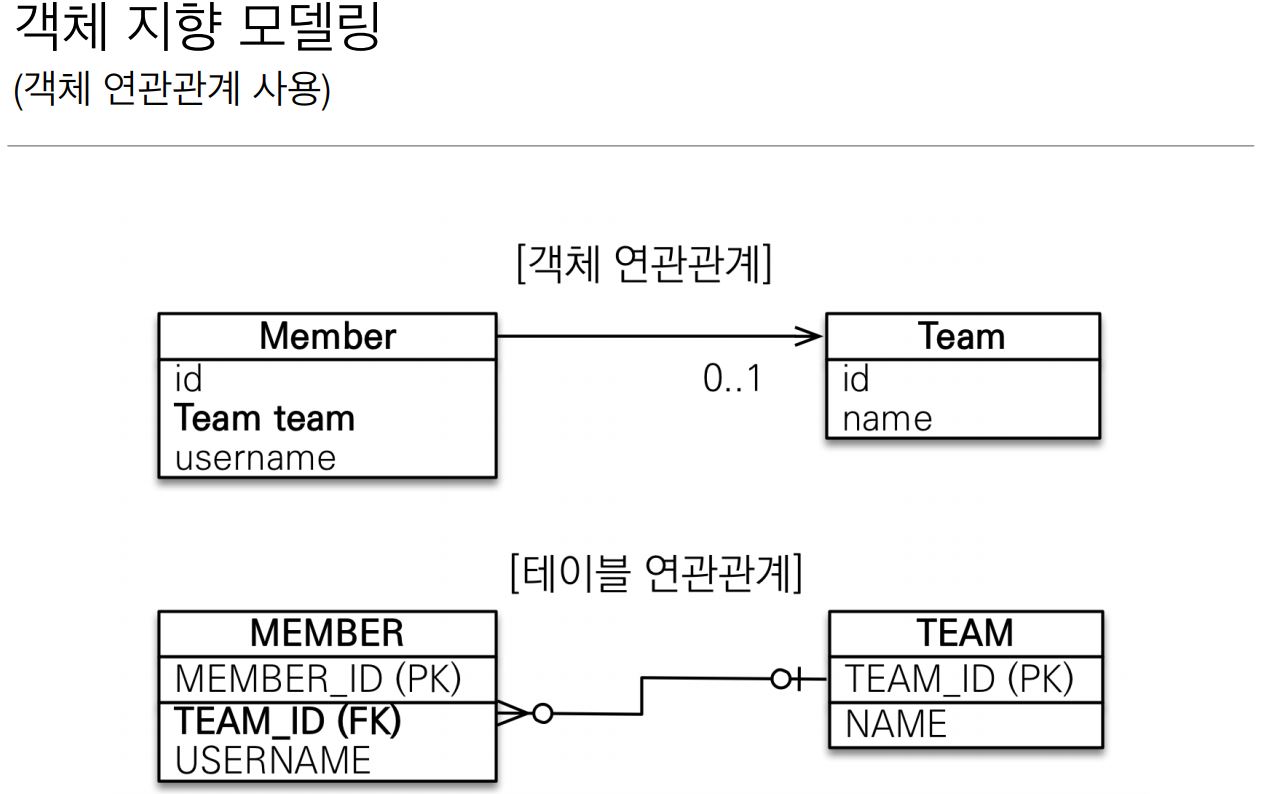 객체 지향 모델링
(객체 연관관계 사용)
[객체 연관관계]
Member
id
Team team
username
0..1
Team
id
name
[테이블 연관관계]
MEMBER
MEMBER_ID (PK)
TEAM_ID (FK)
USERNAME
TEAM
TEAM_ID (PK)
NAME